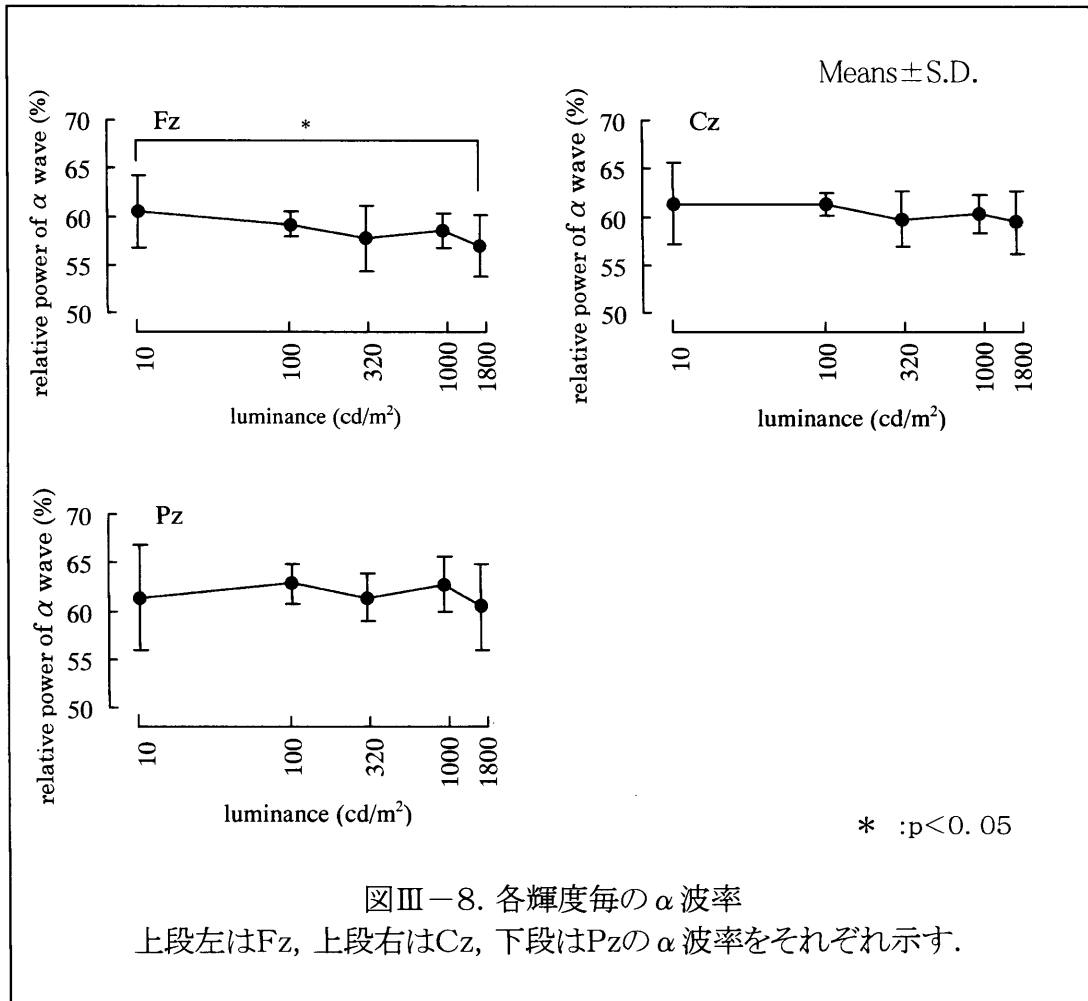 Means±S.D.
Fz
*
relative power of α wave (%)
70
65
60
55
50
10
100
320
1000
1800
luminance (cd/m²)
Cz
relative power of α wave (%)
70
65
60
55
50
10
100
320
1000
1800
luminance (cd/m²)
Pz
relative power of α wave (%)
70
65
60
55
50
10
100
320
1000
1800
luminance (cd/m²)
* :p<0.05
図Ⅲ-8. 各輝度毎のα波率
上段左はFz, 上段右はCz, 下段はPzのα波率をそれぞれ示す.